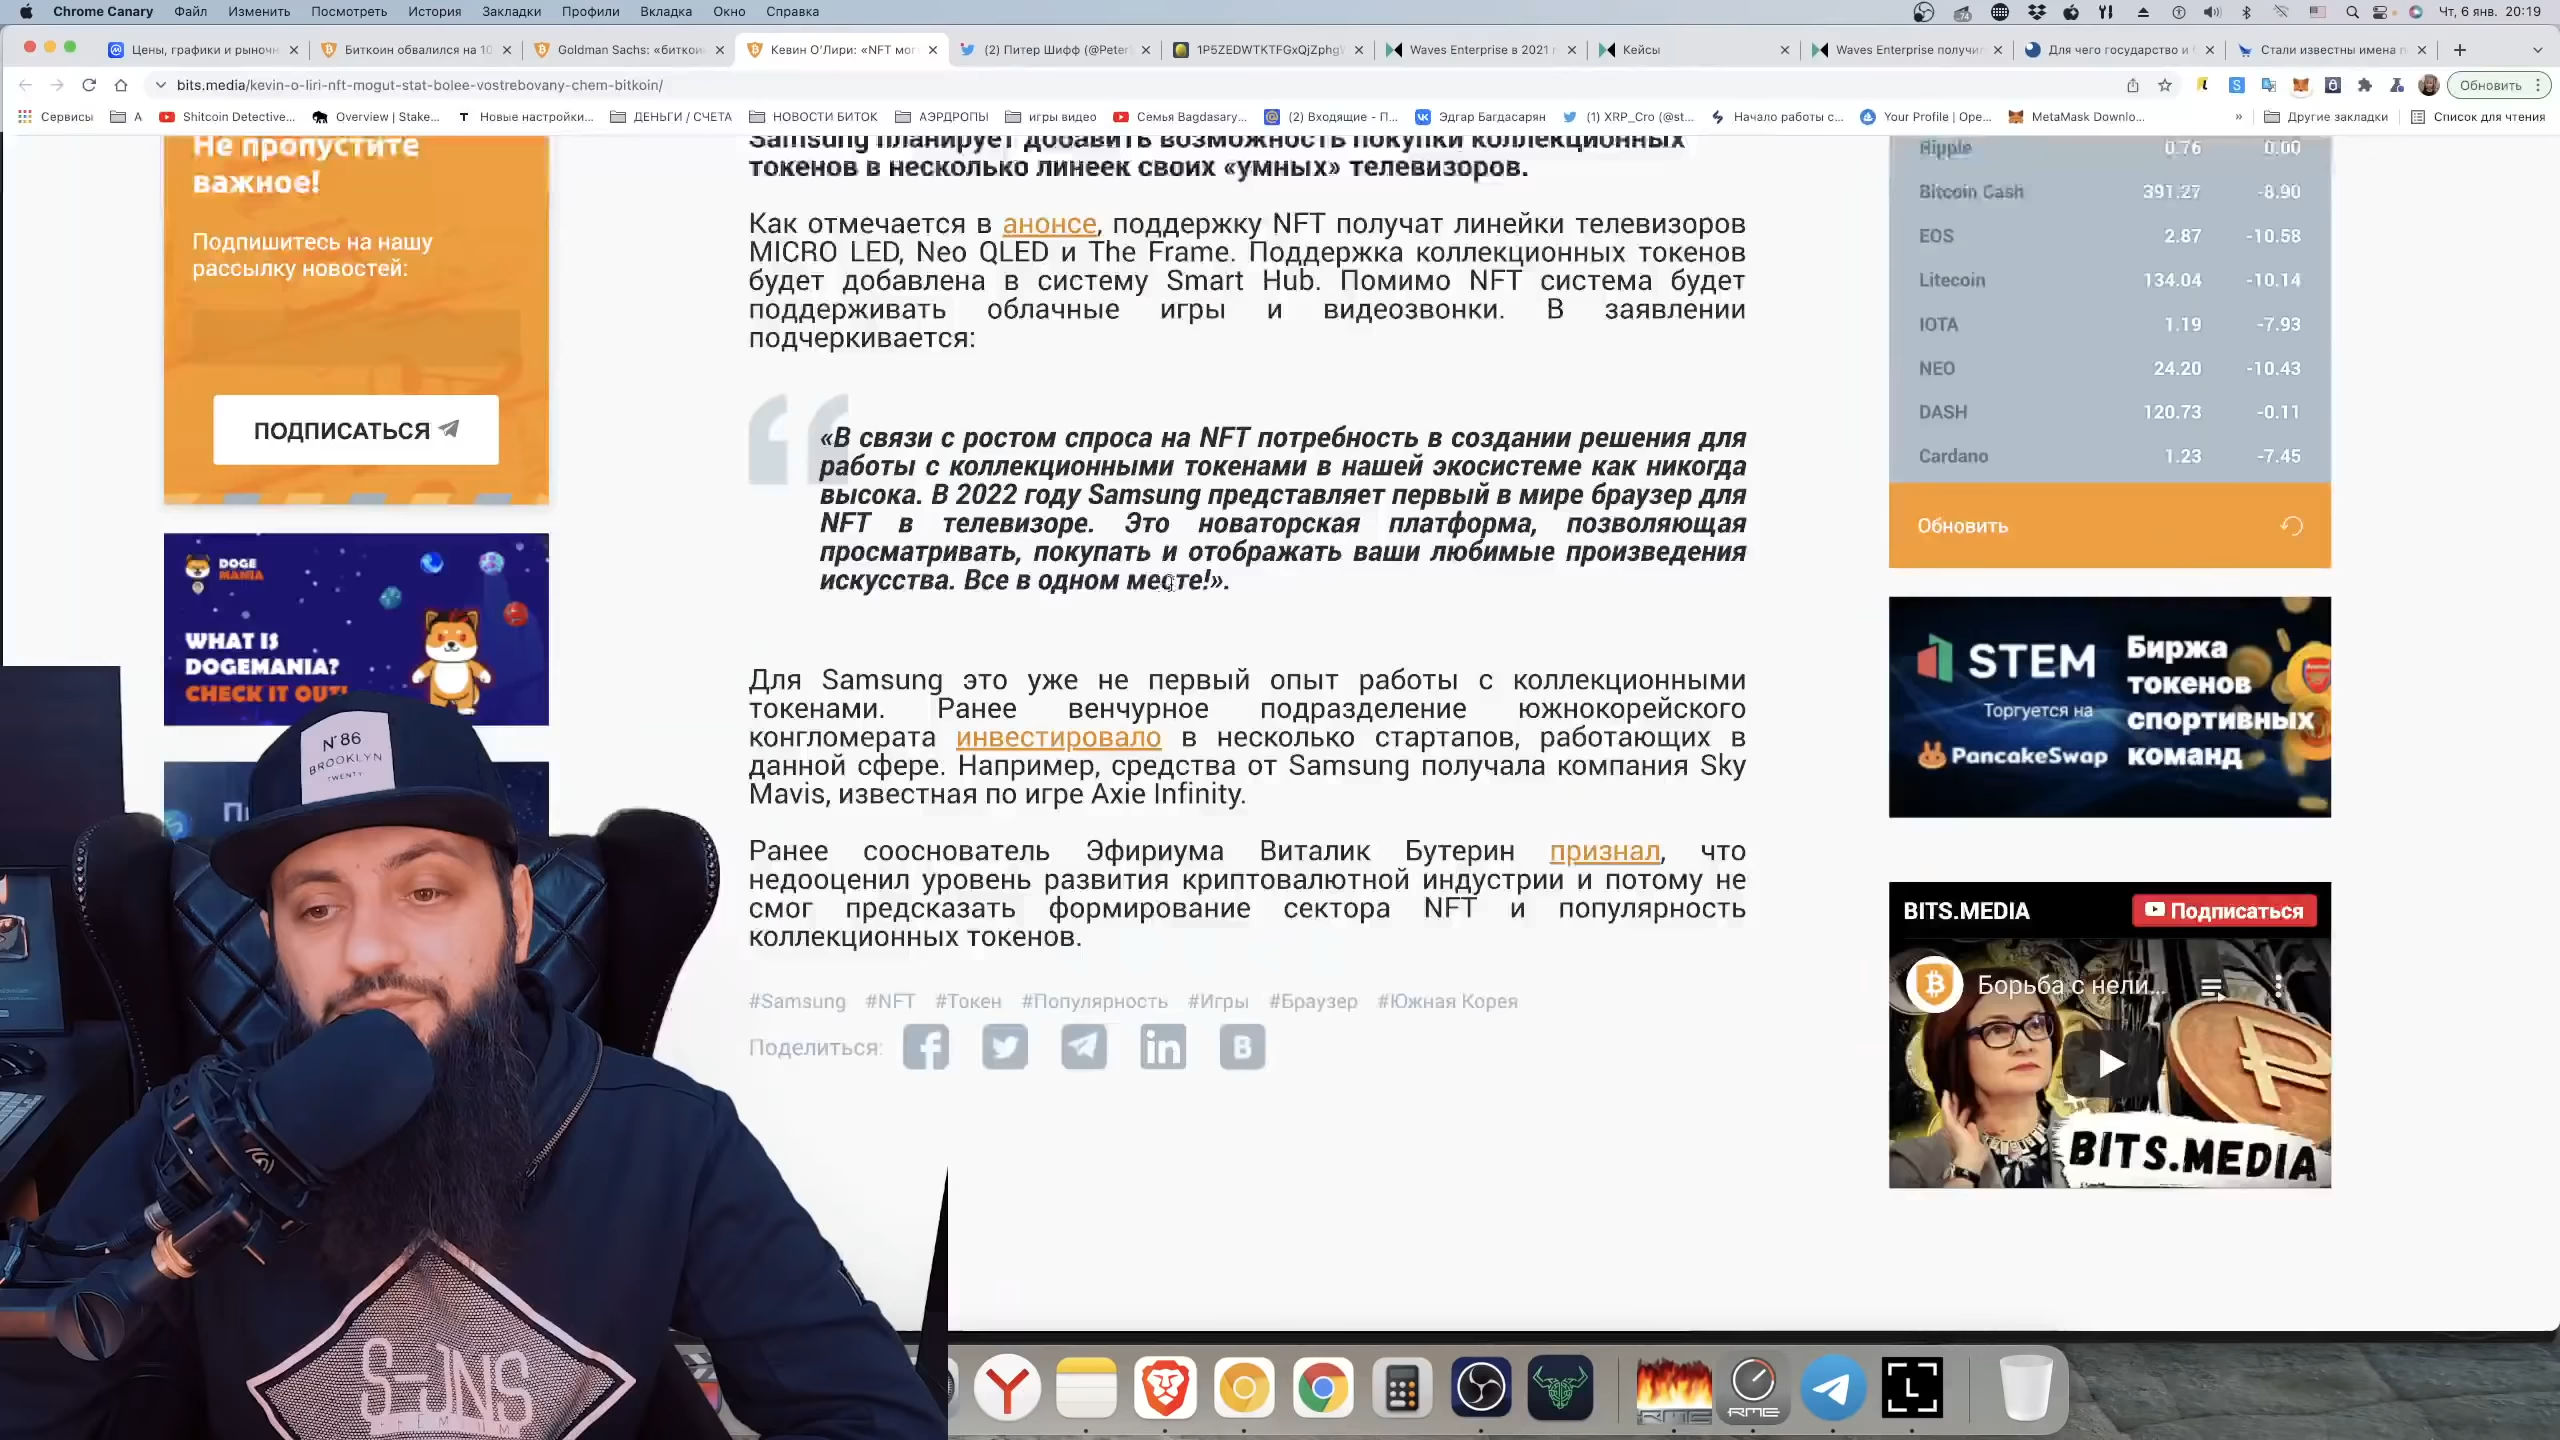 Chrome Canary Файл Изменить Посмотреть История Закладки Профили Вкладка Окно Справка
74
Чт, 6 янв. 20:19
Цены, графики и рыноч
Биткоин обвалился на 10
Goldman Sachs: «биткои
Кевин О'Лири: «NFT мог
(2) Питер Шифф (@Peter
1P5ZEDWTKTFGxQjZphg
Waves Enterprise в 2021 г
Кейсы
Waves Enterprise получил
Для чего государство и
Стали известны имена п
bits.media/kevin-o-liri-nft-mogut-stat-bolee-vostrebovany-chem-bitkoin/
Обновить
Сервисы
А
Shitcoin Detective...
Overview | Stake...
Новые настройки...
НОВОСТИ БИТОК
ДЕНЬГИ / СЧЕТА
АЭРДРОПЫ
игры видео
Семья Bagdasary...
(2) Входящие - П...
Эдгар Багдасарян
(1) XRP_Cro (@st...
Начало работы с...
Your Profile | Ope...
MetaMask Downlo...
»
Другие закладки
Список для чтения
Не пропустите
важное!
Подпишитесь на нашу
рассылку новостей:
ПОДПИСАТЬСЯ
DOGE
MANIA
WHAT IS
DOGEMANIA?
CHECK IT OUT!
Samsung планирует добавить возможность покупки коллекционных
токенов в несколько линеек своих «умных» телевизоров.
Как отмечается в анонсе, поддержку NFT получат линейки телевизоров
MICRO LED, Neo QLED и The Frame. Поддержка коллекционных токенов
будет добавлена в систему Smart Hub. Помимо NFT система будет
поддерживать облачные игры и видеозвонки. В заявлении
подчеркивается:
«В связи с ростом спроса на NFT потребность в создании решения для
работы с коллекционными токенами в нашей экосистеме как никогда
высока. В 2022 году Samsung представляет первый в мире браузер для
NFT в телевизоре. Это новаторская платформа, позволяющая
просматривать, покупать и отображать ваши любимые произведения
искусства. Все в одном месте!».
Для Samsung это уже не первый опыт работы с коллекционными
токенами. Ранее венчурное подразделение южнокорейского
конгломерата инвестировало в несколько стартапов, работающих в
данной сфере. Например, средства от Samsung получала компания Sky
Mavis, известная по игре Axie Infinity.
Ранее сооснователь Эфириума Виталик Бутерин признал, что
недооценил уровень развития криптовалютной индустрии и потому не
смог предсказать формирование сектора NFT и популярность
коллекционных токенов.
#Samsung #NFT #Токен #Популярность #Игры #Браузер #Южная Корея
Поделиться:
Ripple 0.76 0.00
Bitcoin Cash 391.27 -8.90
EOS 2.87 -10.58
Litecoin 134.04 -10.14
IOTA 1.19 -7.93
NEO 24.20 -10.43
DASH 120.73 -0.11
Cardano 1.23 -7.45
Обновить
STEM
Торгуется на
PancakeSwap
Биржа
токенов
спортивных
команд
BITS.MEDIA
Подписаться
Борьба с нели...
BITS.MEDIA
N°86
BROOKLYN
TWENTY
S-JNS
PREMIUM
RME
RME
L